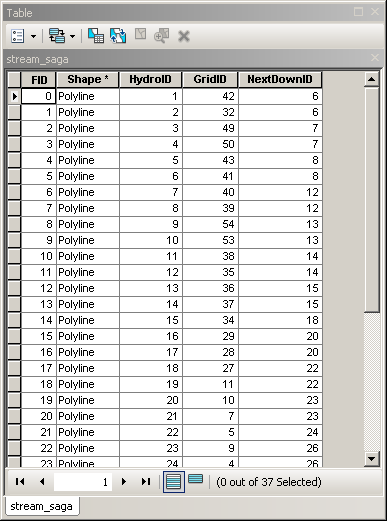 Table
stream_saga
FID Shape * HydroID GridID NextDownID
0 Polyline 1 42 6
1 Polyline 2 32 6
2 Polyline 3 49 7
3 Polyline 4 50 7
4 Polyline 5 43 8
5 Polyline 6 41 8
6 Polyline 7 40 12
7 Polyline 8 39 12
8 Polyline 9 54 13
9 Polyline 10 53 13
10 Polyline 11 38 14
11 Polyline 12 35 14
12 Polyline 13 36 15
13 Polyline 14 37 15
14 Polyline 15 34 18
15 Polyline 16 29 20
16 Polyline 17 28 20
17 Polyline 18 27 22
18 Polyline 19 11 22
19 Polyline 20 10 23
20 Polyline 21 7 23
21 Polyline 22 5 24
22 Polyline 23 9 26
23 Polyline 24 4 26
1 (0 out of 37 Selected)
stream_saga